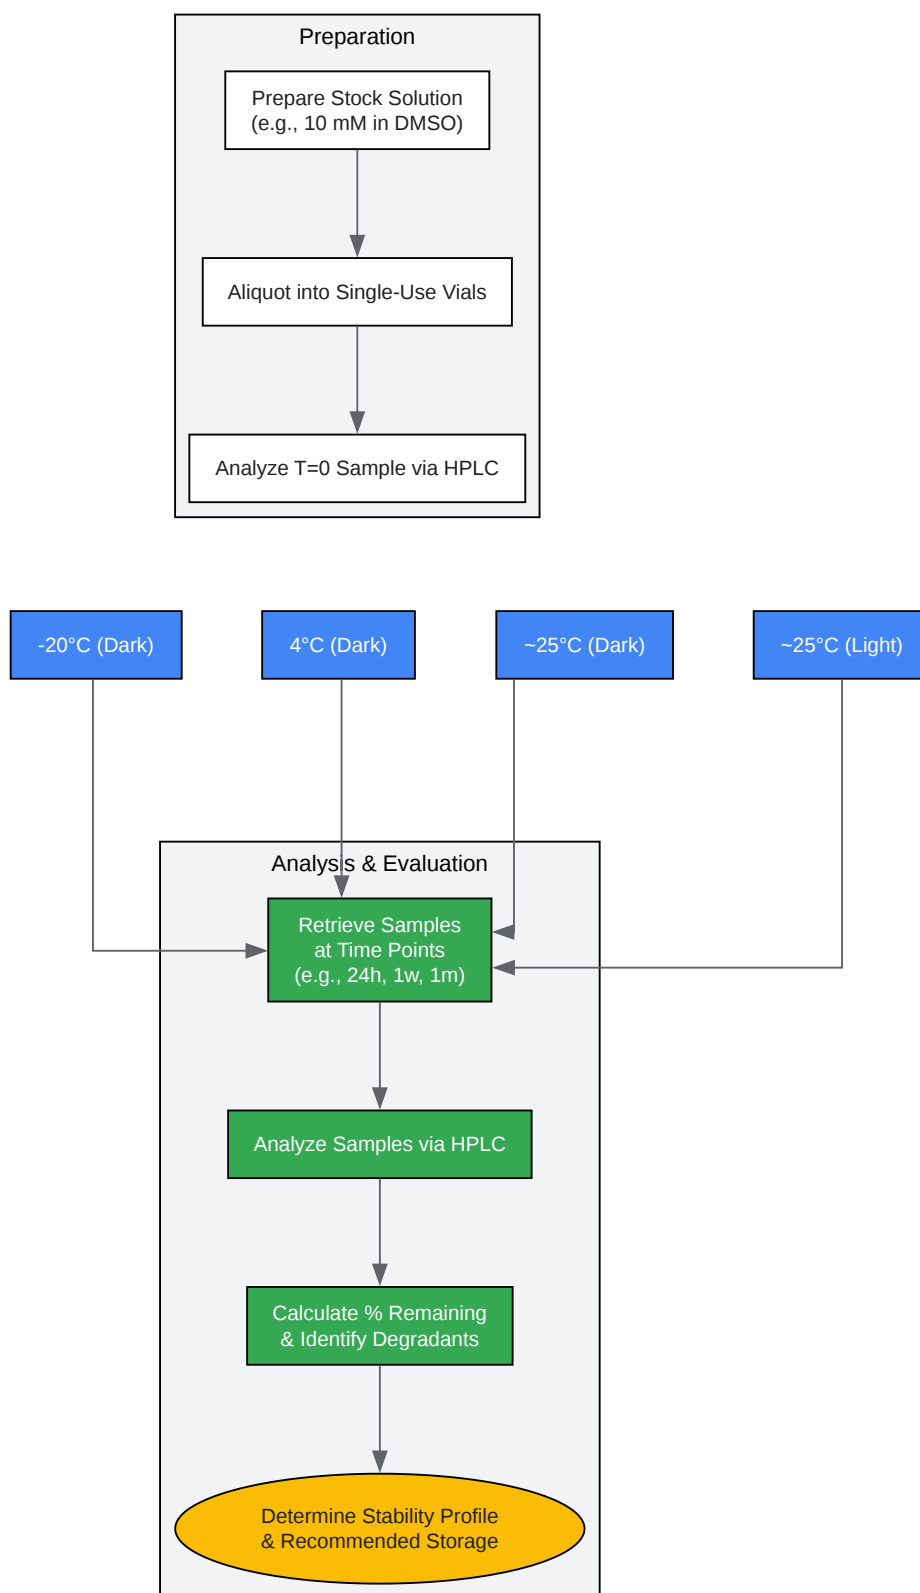 Preparation
Prepare Stock Solution
(e.g., 10 mM in DMSO)
Aliquot into Single-Use Vials
Analyze T=0 Sample via HPLC
-20°C (Dark)
4°C (Dark)
~25°C (Dark)
~25°C (Light)
Analysis & Evaluation
Retrieve Samples
at Time Points
(e.g., 24h, 1w, 1m)
Analyze Samples via HPLC
Calculate % Remaining
& Identify Degradants
Determine Stability Profile
& Recommended Storage